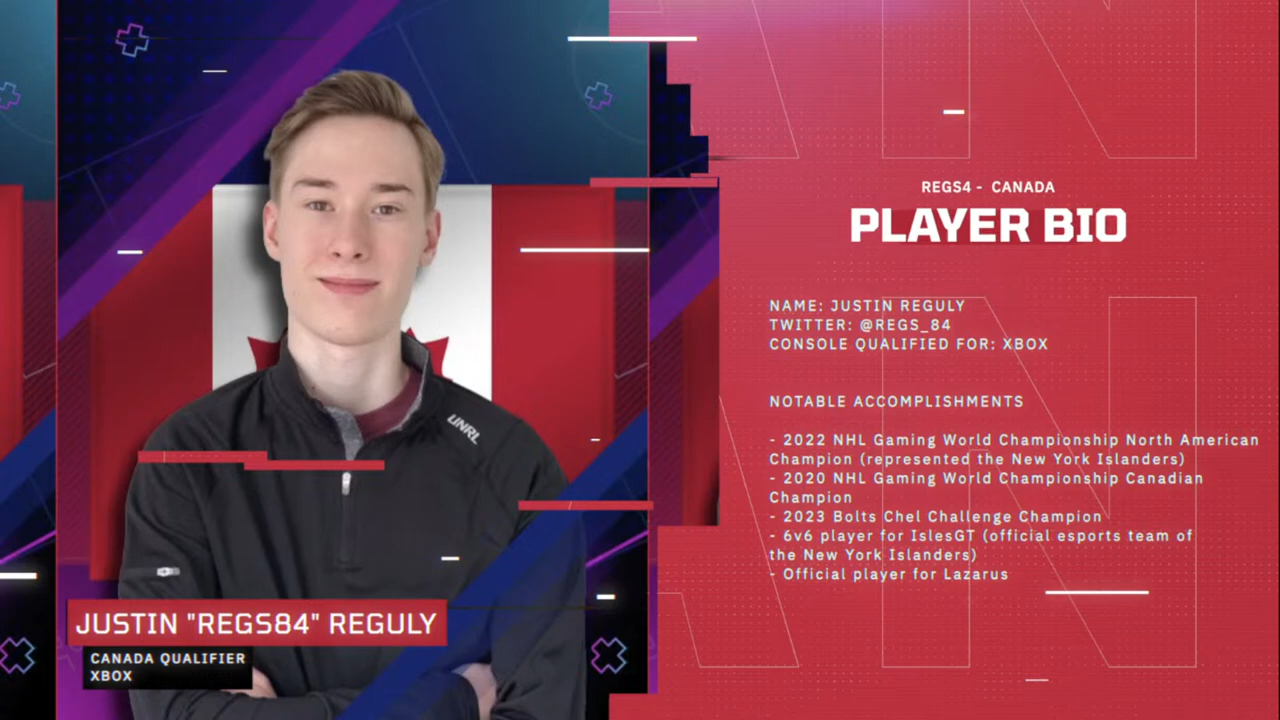 REGS4 - CANADA
PLAYER BIO
NAME: JUSTIN REGULY
TWITTER: @REGS_84
CONSOLE QUALIFIED FOR: XBOX
NOTABLE ACCOMPLISHMENTS
- 2022 NHL Gaming World Championship North American
Champion (represented the New York Islanders)
- 2020 NHL Gaming World Championship Canadian
Champion
- 2023 Bolts Chel Challenge Champion
- 6v6 player for IslesGT (official esports team of
the New York Islanders)
- Official player for Lazarus
UNRL
JUSTIN "REGS84" REGULY
CANADA QUALIFIER
XBOX